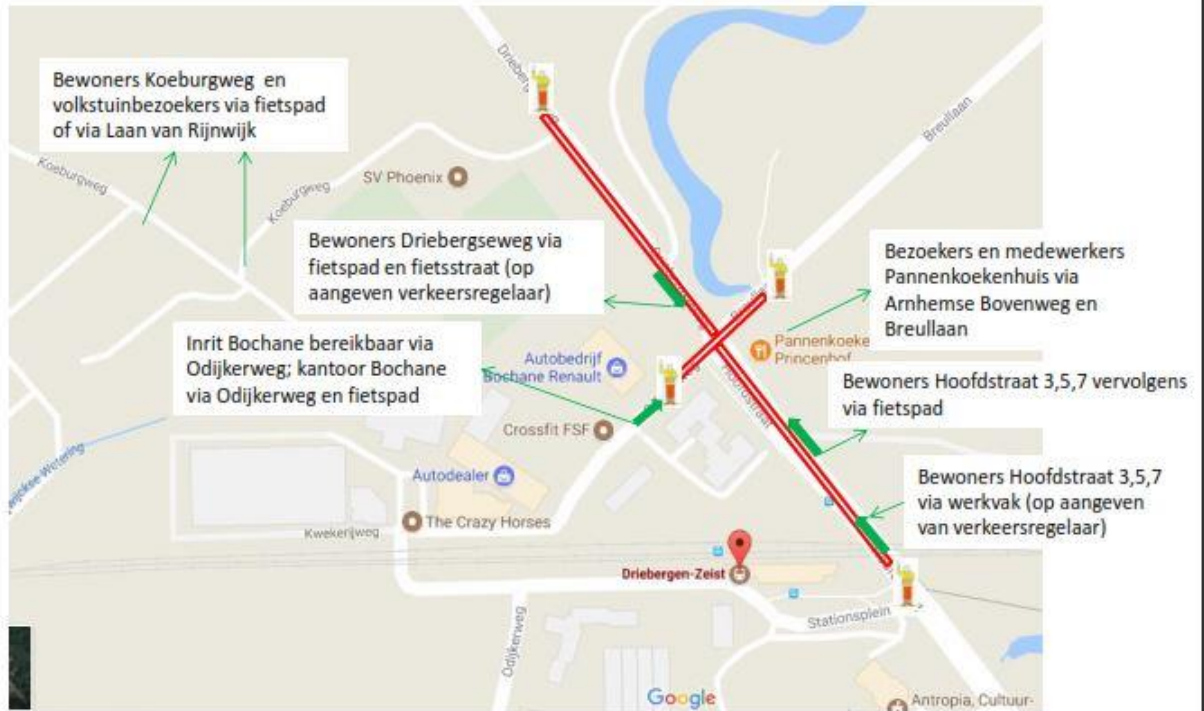 Bewoners Koeburgweg en
volkstuinbezoekers via fietspad
of via Laan van Rijnwijk
Breullaan
Koeburgweg
SV Phoenix
Koeburgweg
Bewoners Driebergseweg via
fietspad en fietsstraat (op
aangeven verkeersregelaar)
Bezoekers en medewerkers
Pannenkoekenhuis via
Arnhemse Bovenweg en
Breullaan
Inrit Bochane bereikbaar via
Odijkerweg; kantoor Bochane
via Odijkerweg en fietspad
Autobedrijf
Bochane Renault
Pannenkoeke
Princenhof
Bewoners Hoofdstraat 3,5,7 vervolgens
via fietspad
Hoofdstraat
Crossfit FSF
Autodealer
Bewoners Hoofdstraat 3,5,7
via werkvak (op aangeven
van verkeersregelaar)
The Crazy Horses
Kwekerijweg
Driebergen-Zeist
Stationsplein
Odijkerweg
Google
Antropia, Cultuur-